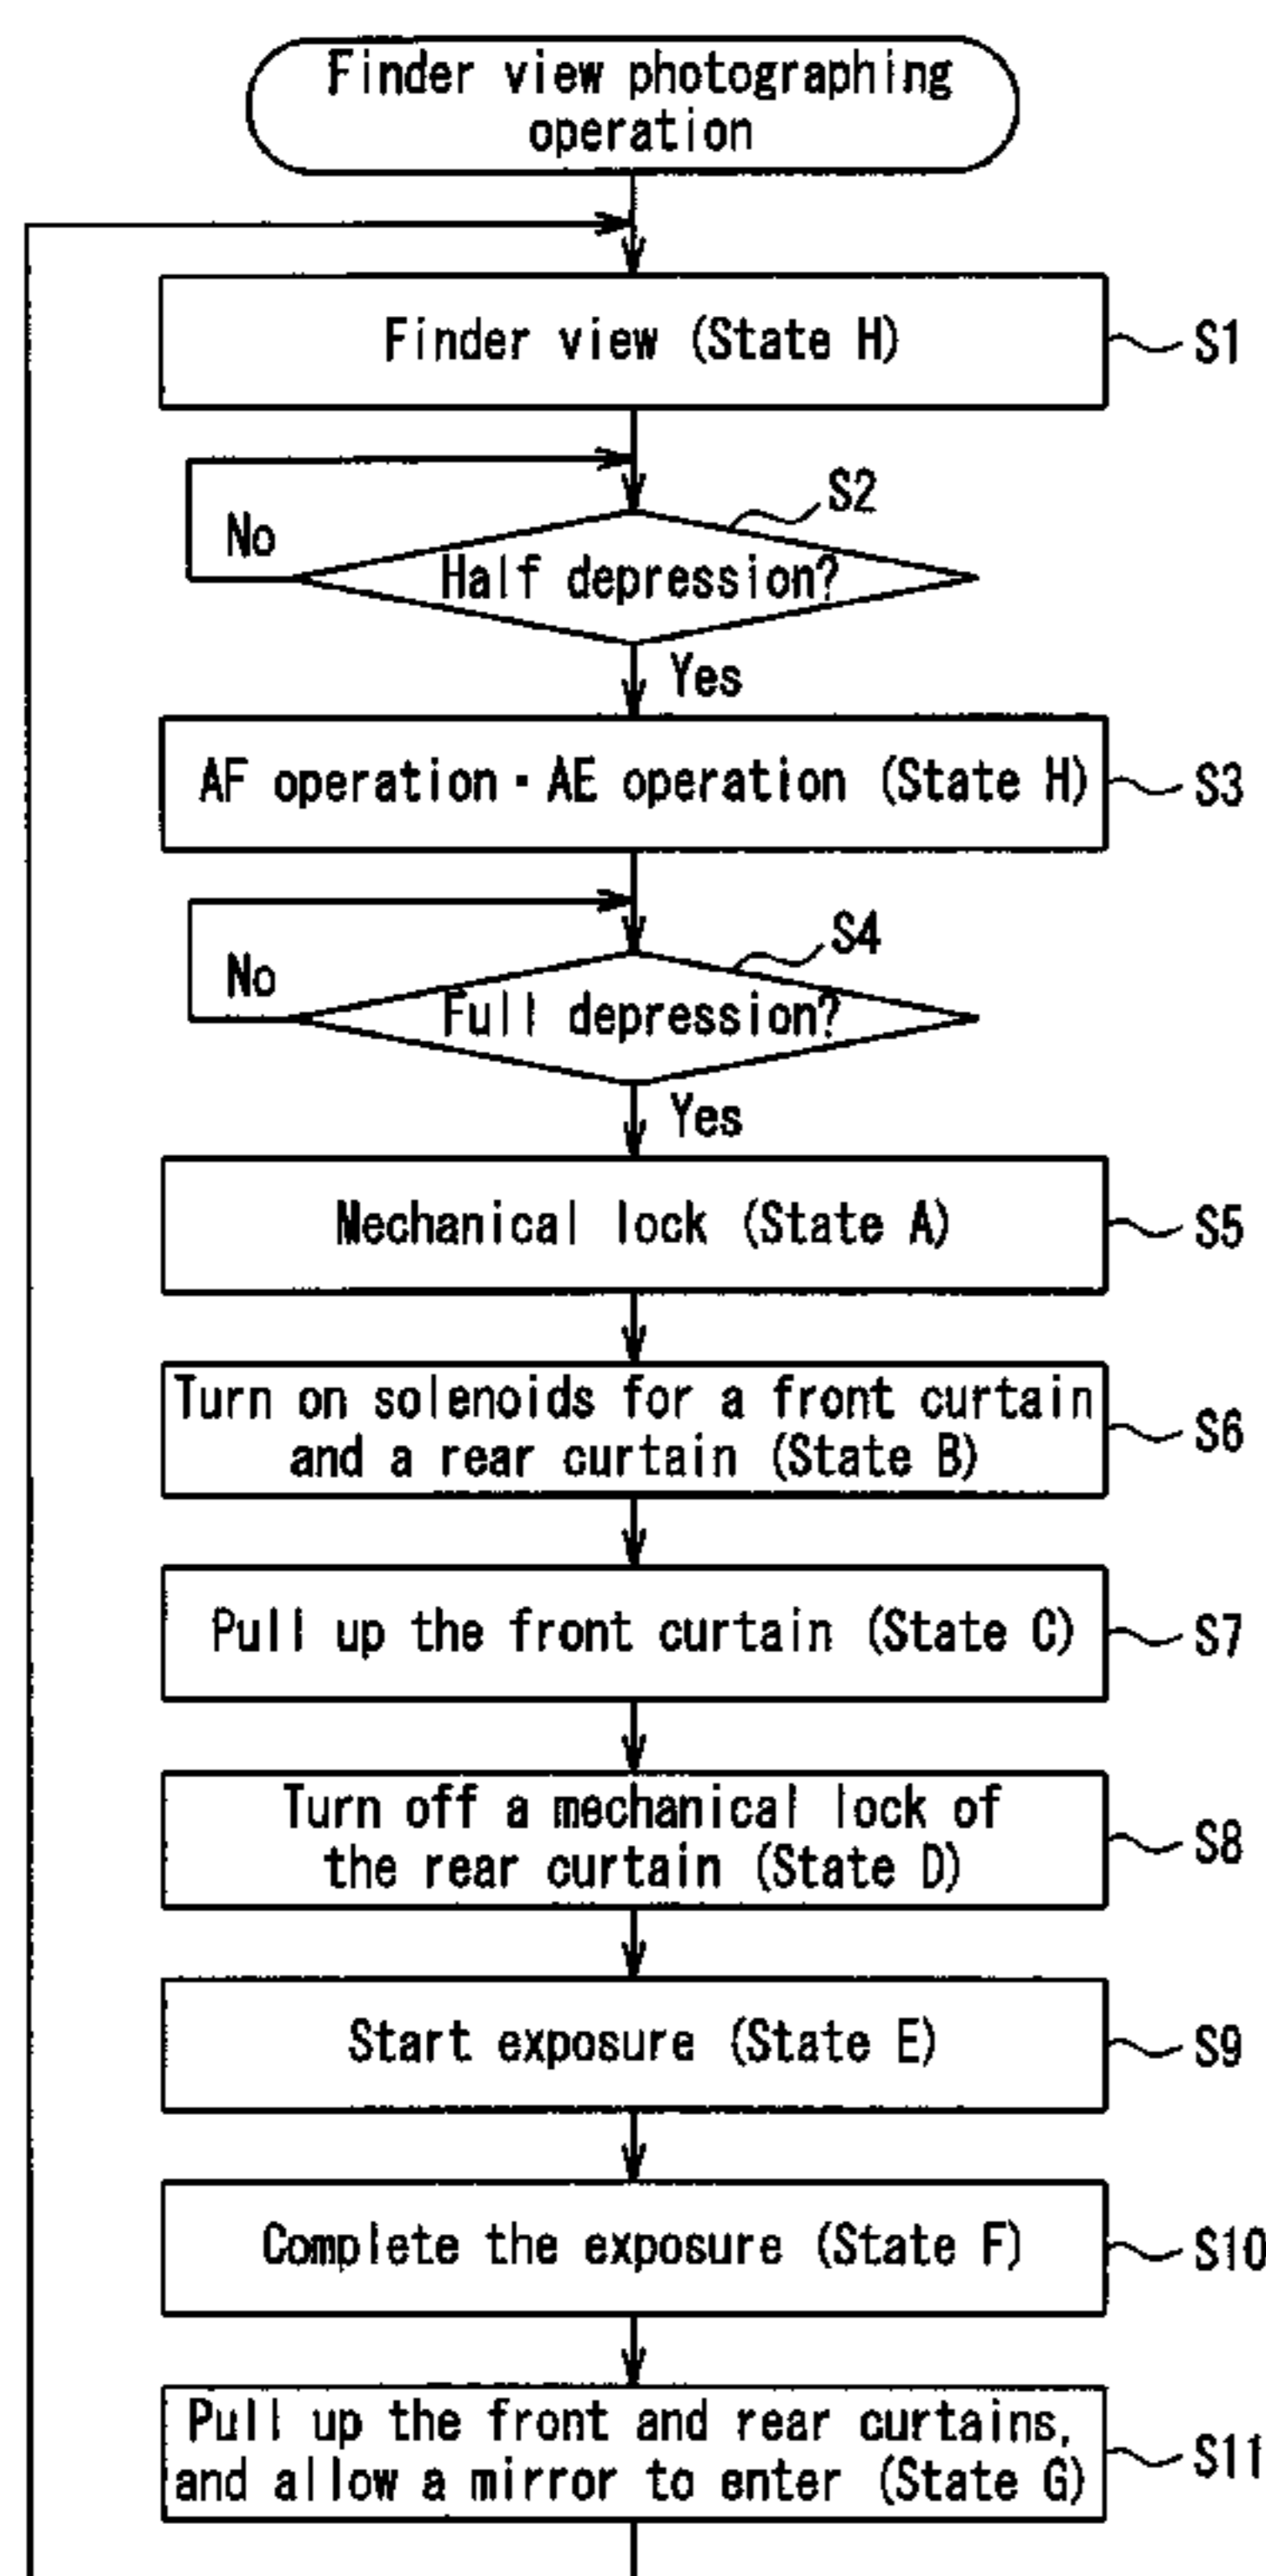 Finder view photographing
operation
Finder view (State H)
S1
S2
No
Half depression?
Yes
AF operation・AE operation (State H)
S3
S4
No
Full depression?
Yes
Mechanical lock (State A)
S5
Turn on solenoids for a front curtain
and a rear curtain (State B)
S6
Pull up the front curtain (State C)
S7
Turn off a mechanical lock of
the rear curtain (State D)
S8
Start exposure (State E)
S9
Complete the exposure (State F)
S10
Pull up the front and rear curtains,
and allow a mirror to enter (State G)
S11